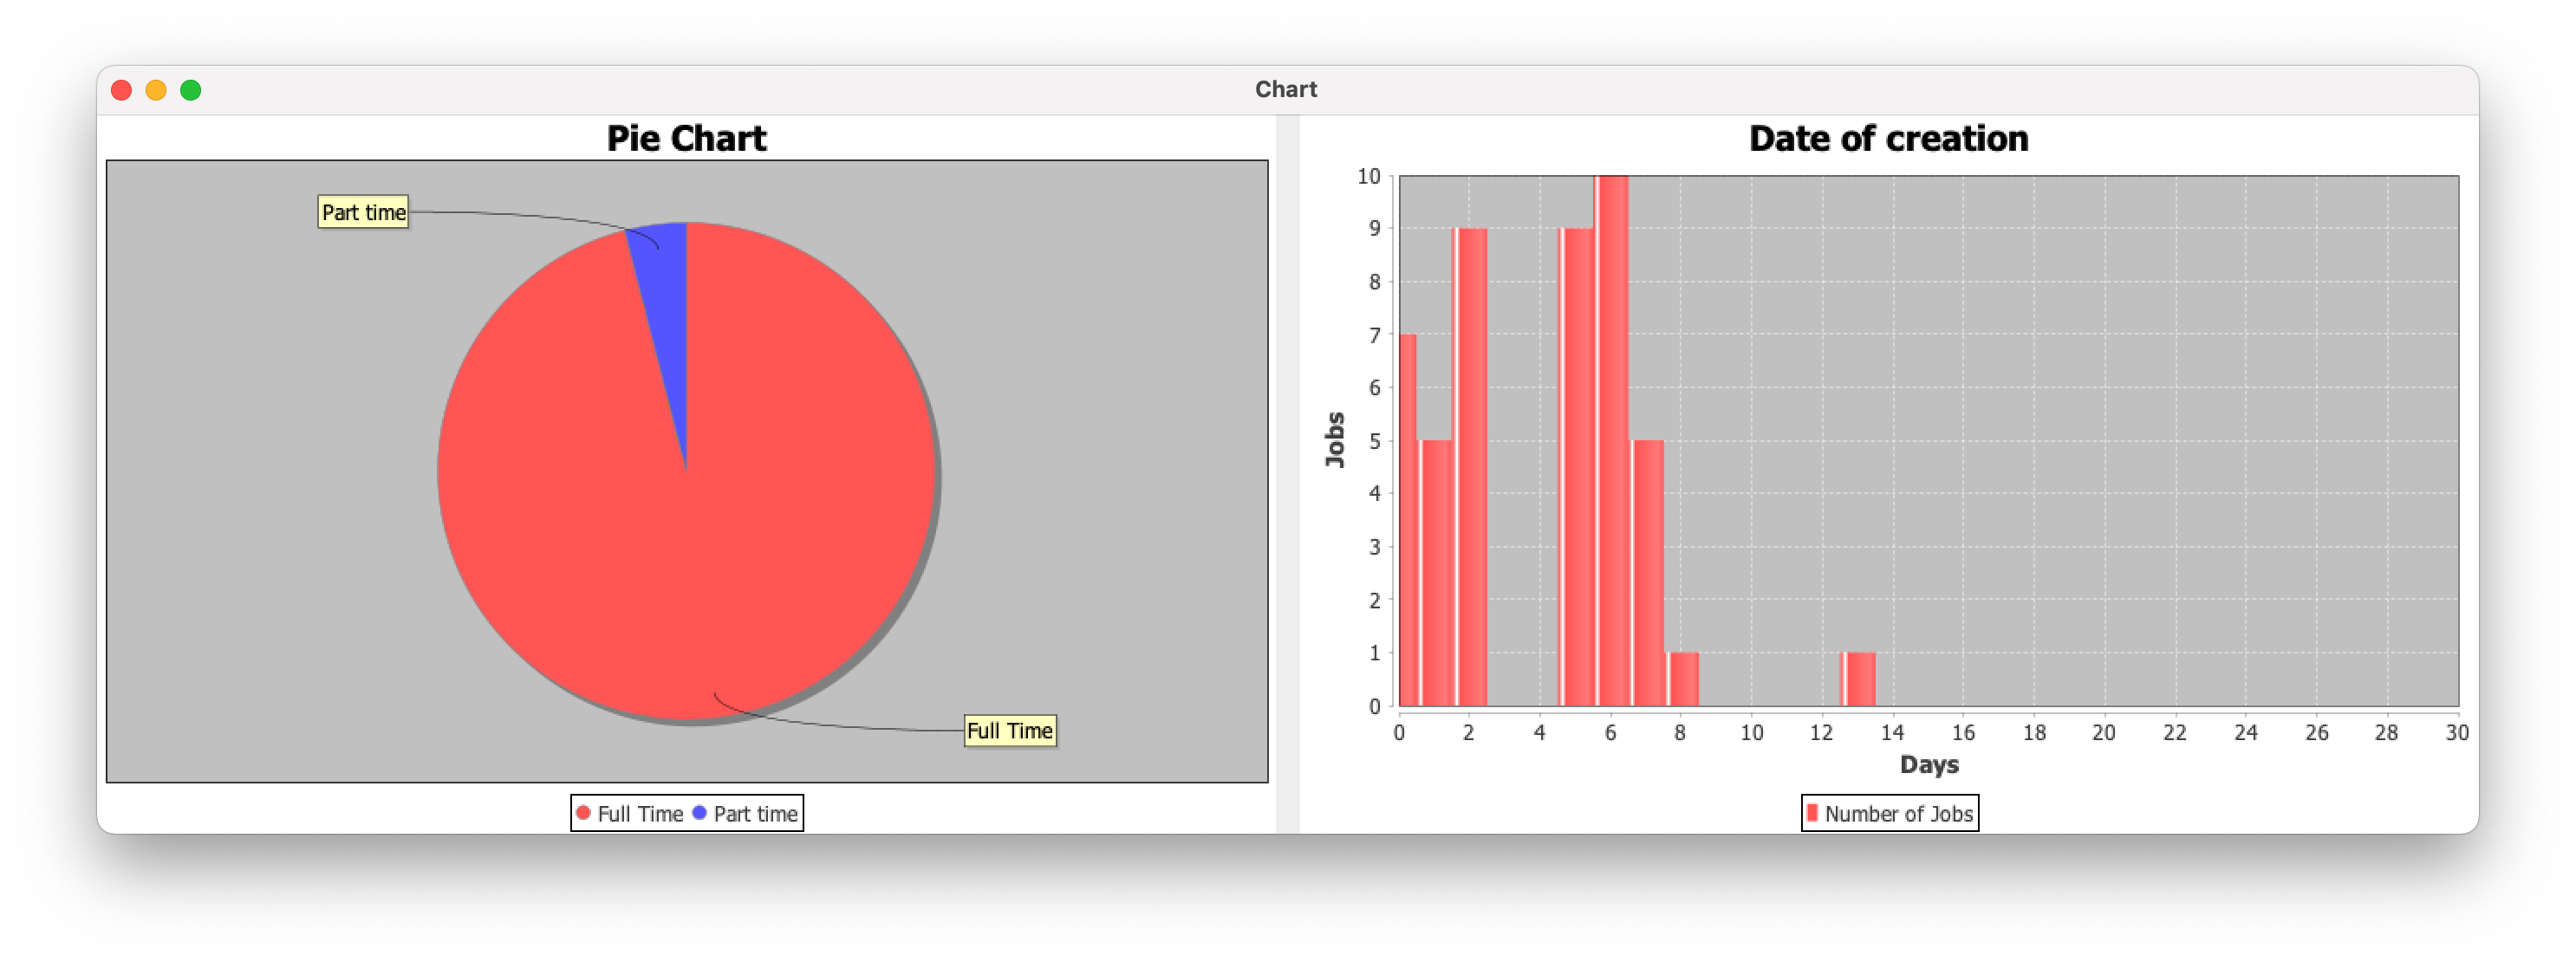 Chart
Pie Chart
Part time
Full Time
Full Time Part time
Date of creation
10
9
8
7
6
5
4
3
2
1
0
Jobs
0 2 4 6 8 10 12 14 16 18 20 22 24 26 28 30
Days
Number of Jobs